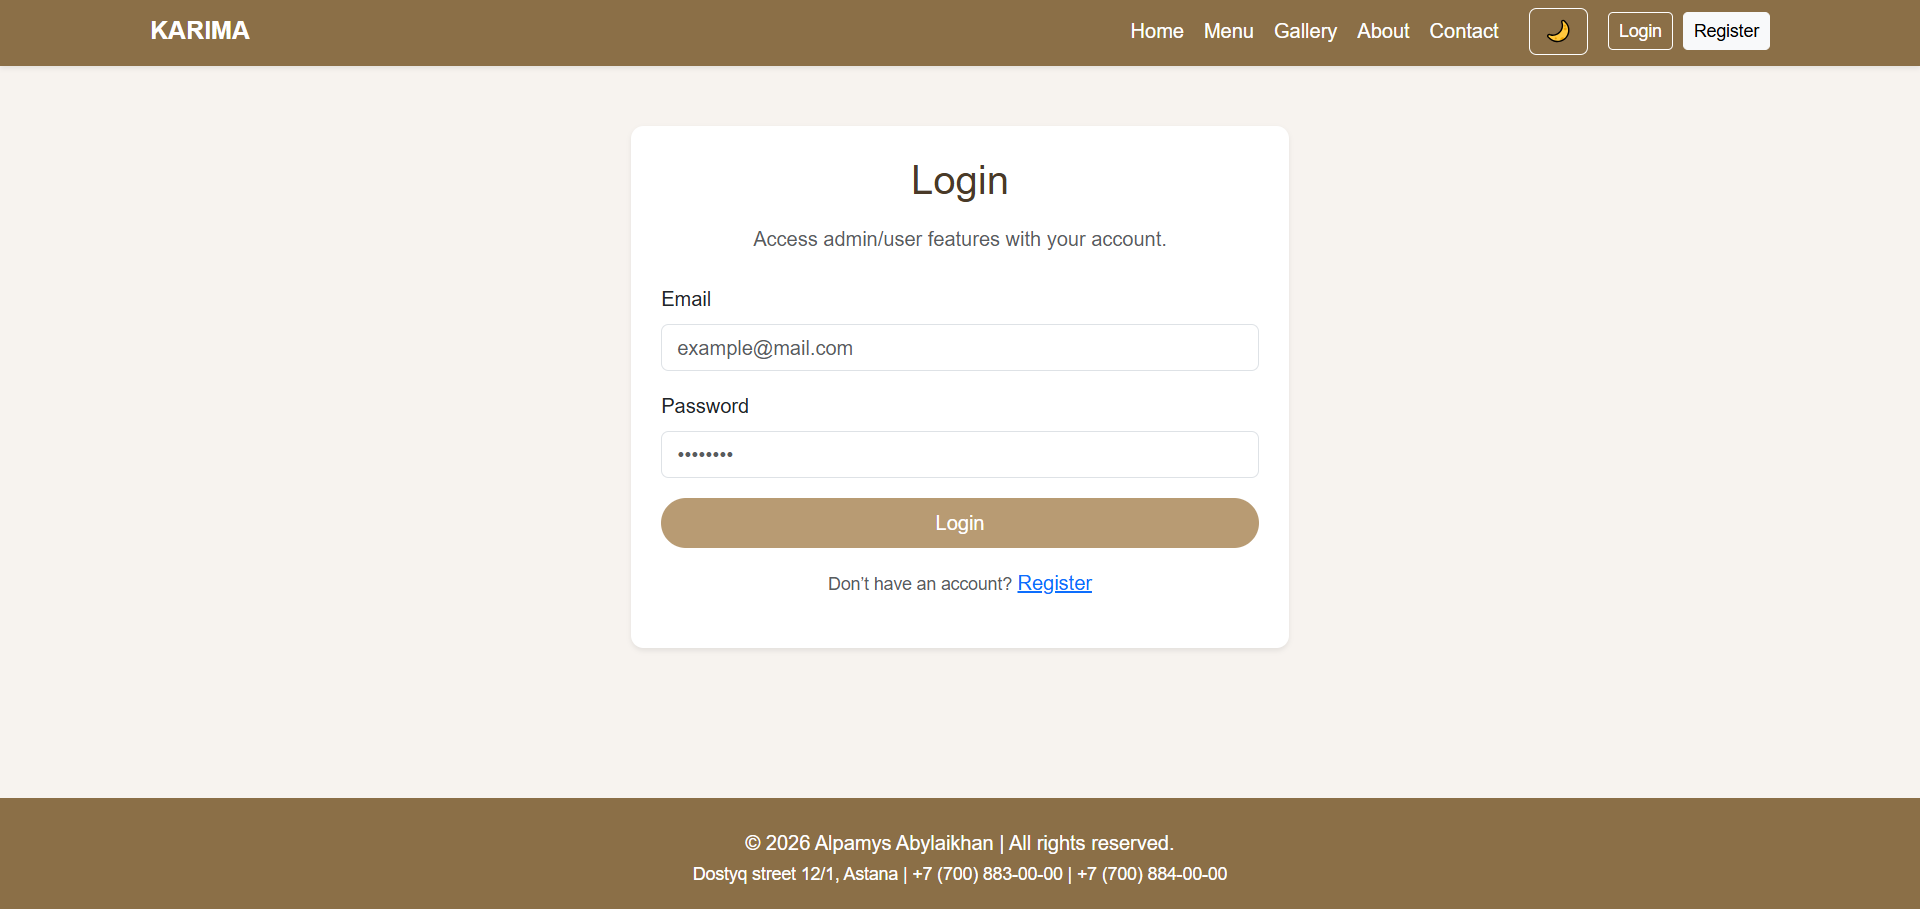 KARIMA
Home Menu Gallery About Contact 🌙 Login Register
Login
Access admin/user features with your account.
Email
example@mail.com
Password
••••••••
Login
Don’t have an account? Register
© 2026 Alpamys Abylaikhan | All rights reserved.
Dostyq street 12/1, Astana | +7 (700) 883-00-00 | +7 (700) 884-00-00